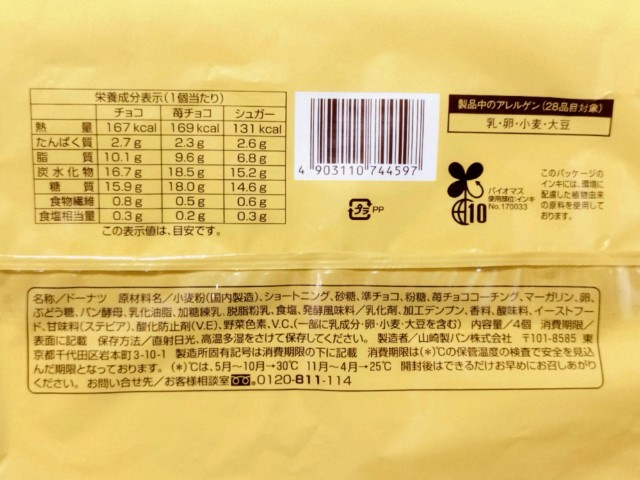 栄養成分表示(1個当たり)
チョコ 苺チョコ シュガー
熱量 167kcal 169kcal 131kcal
たんぱく質 2.7g 2.3g 2.6g
脂質 10.1g 9.6g 6.8g
炭水化物 16.7g 18.5g 15.2g
糖質 15.9g 18.0g 14.6g
食物繊維 0.8g 0.5g 0.6g
食塩相当量 0.3g 0.2g 0.3g
この表示値は、目安です。
4903110744597
プラ PP
製品中のアレルゲン(28品目対象)
乳・卵・小麦・大豆
10
バイオマス
使用部位:インキ
No.170033
このパッケージの
インキには、環境に
配慮した植物由来
の原料を使用して
おります。
名称/ドーナツ 原材料名/小麦粉(国内製造)、ショートニング、砂糖、準チョコ、粉糖、苺チョココーチング、マーガリン、卵、
ぶどう糖、パン酵母、乳化油脂、加糖練乳、脱脂粉乳、食塩、発酵風味料/乳化剤、加工デンプン、香料、酸味料、イーストフー
ド、甘味料(ステビア)、酸化防止剤(V.E)、野菜色素、V.C、(一部に乳成分・卵・小麦・大豆を含む) 内容量/4個 消費期限/
表面に記載 保存方法/直射日光、高温多湿をさけて保存してください。 製造者/山崎製パン株式会社 〒101-8585 東
京都千代田区岩本町3-10-1 製造所固有記号は消費期限の下に記載 消費期限は(*)℃の保管温度の検査で安全を見込
んだ期限となっております。(*)℃は、5月〜10月→30℃ 11月〜4月→25℃ 開封後はできるだけお早めにお召しあがり
ください。 お問い合せ先/お客様相談室 0120-811-114